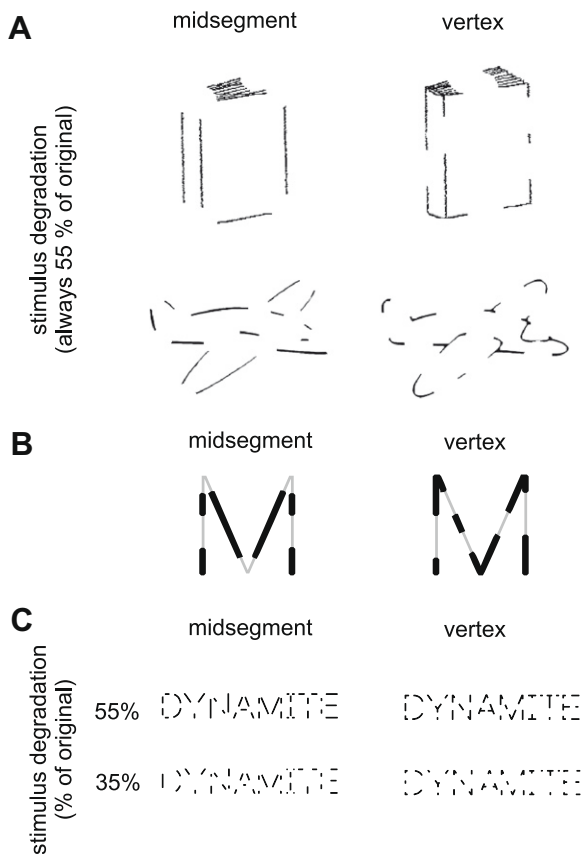 A
midsegment vertex
stimulus degradation
(always 55 % of original)
B
midsegment vertex
M M
C
midsegment vertex
stimulus degradation
(% of original)
55% DYNAMITE DYNAMITE
35% DYNAMITE DYNAMITE